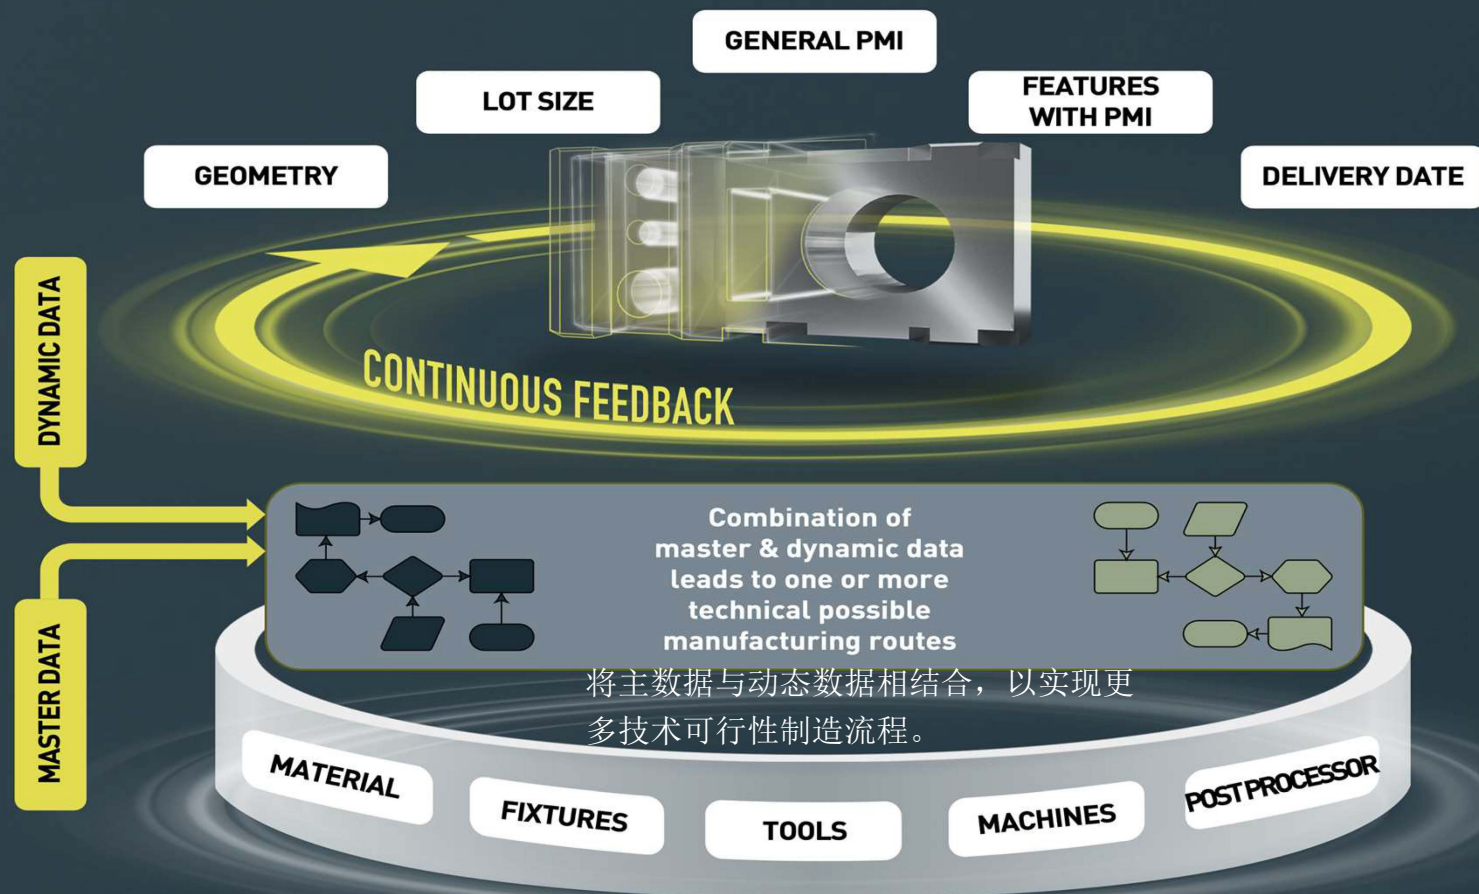 GENERAL PMI
LOT SIZE
FEATURES
WITH PMI
GEOMETRY
DELIVERY DATE
DYNAMIC DATA
CONTINUOUS FEEDBACK
Combination of
master & dynamic data
leads to one or more
technical possible
manufacturing routes
将主数据与动态数据相结合，以实现更
多技术可行性制造流程。
MASTER DATA
MATERIAL
FIXTURES
TOOLS
MACHINES
POST PROCESSOR